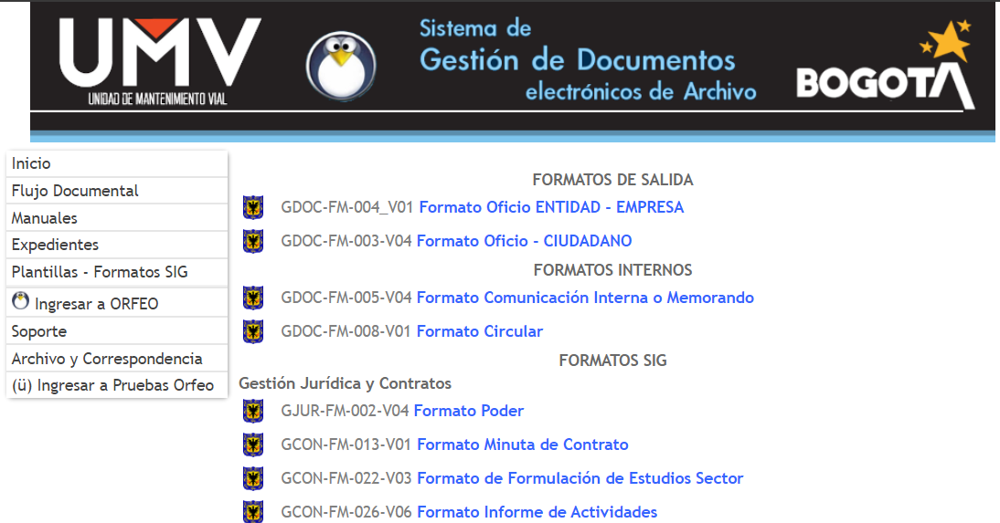 UMV
UNIDAD DE MANTENIMIENTO VIAL
Sistema de
Gestión de Documentos
electrónicos de Archivo
BOGOTÁ
Inicio
Flujo Documental
Manuales
Expedientes
Plantillas - Formatos SIG
Ingresar a ORFEO
Soporte
Archivo y Correspondencia
(ü) Ingresar a Pruebas Orfeo
FORMATOS DE SALIDA
GDOC-FM-004_V01 Formato Oficio ENTIDAD - EMPRESA
GDOC-FM-003-V04 Formato Oficio - CIUDADANO
FORMATOS INTERNOS
GDOC-FM-005-V04 Formato Comunicación Interna o Memorando
GDOC-FM-008-V01 Formato Circular
FORMATOS SIG
Gestión Jurídica y Contratos
GJUR-FM-002-V04 Formato Poder
GCON-FM-013-V01 Formato Minuta de Contrato
GCON-FM-022-V03 Formato de Formulación de Estudios Sector
GCON-FM-026-V06 Formato Informe de Actividades